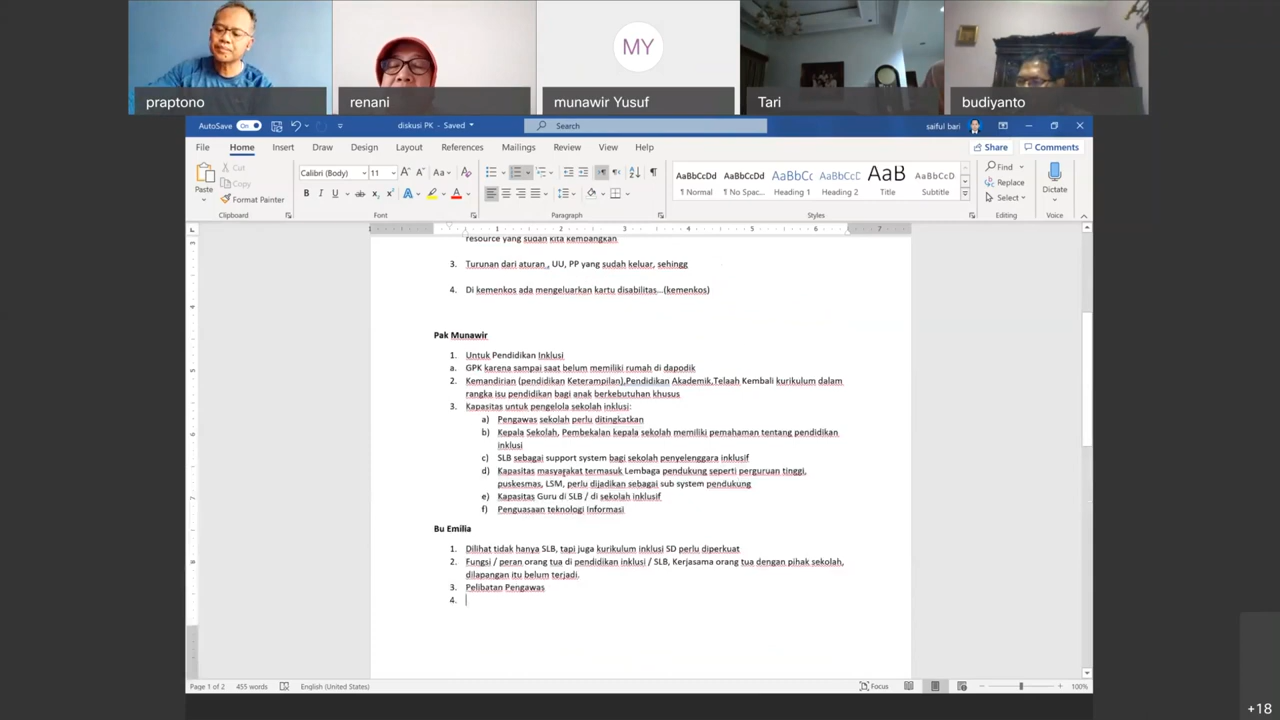 MY
praptono
renani
munawir Yusuf
Tari
budiyanto
AutoSave On
diskusi PK - Saved
Search
saiful bari
File Home Insert Draw Design Layout References Mailings Review View Help
Share Comments
Paste
Cut
Copy
Format Painter
Calibri (Body) 11
AaBbCcDd AaBbCcDd AaBbCc AaBbCcD AaB AaBbCcD
¶ Normal ¶ No Spac... Heading 1 Heading 2 Title Subtitle
Find
Replace
Select
Dictate
Clipboard Font Paragraph Styles Editing Voice
resource yang sudah kita kembangkan
3. Turunan dari aturan , UU, PP yang sudah keluar, sehingg
4. Di kemenkos ada mengeluarkan kartu disabilitas...(kemenkos)
Pak Munawir
1. Untuk Pendidikan Inklusi
a. GPK karena sampai saat belum memiliki rumah di dapodik
2. Kemandirian (pendidikan Keterampilan),Pendidikan Akademik,Telaah Kembali kurikulum dalam
rangka isu pendidikan bagi anak berkebutuhan khusus
3. Kapasitas untuk pengelola sekolah inklusi:
a) Pengawas sekolah perlu ditingkatkan
b) Kepala Sekolah, Pembekalan kepala sekolah memiliki pemahaman tentang pendidikan
inklusi
c) SLB sebagai support system bagi sekolah penyelenggara inklusif
d) Kapasitas masyarakat termasuk Lembaga pendukung seperti perguruan tinggi,
puskesmas, LSM, perlu dijadikan sebagai sub system pendukung
e) Kapasitas Guru di SLB / di sekolah inklusif
f) Penguasaan teknologi Informasi
Bu Emilia
1. Dilihat tidak hanya SLB, tapi juga kurikulum inklusi SD perlu diperkuat
2. Fungsi / peran orang tua di pendidikan inklusi / SLB, Kerjasama orang tua dengan pihak sekolah,
dilapangan itu belum terjadi.
3. Pelibatan Pengawas
4.
Page 1 of 2 455 words English (United States) Focus 100%
+18